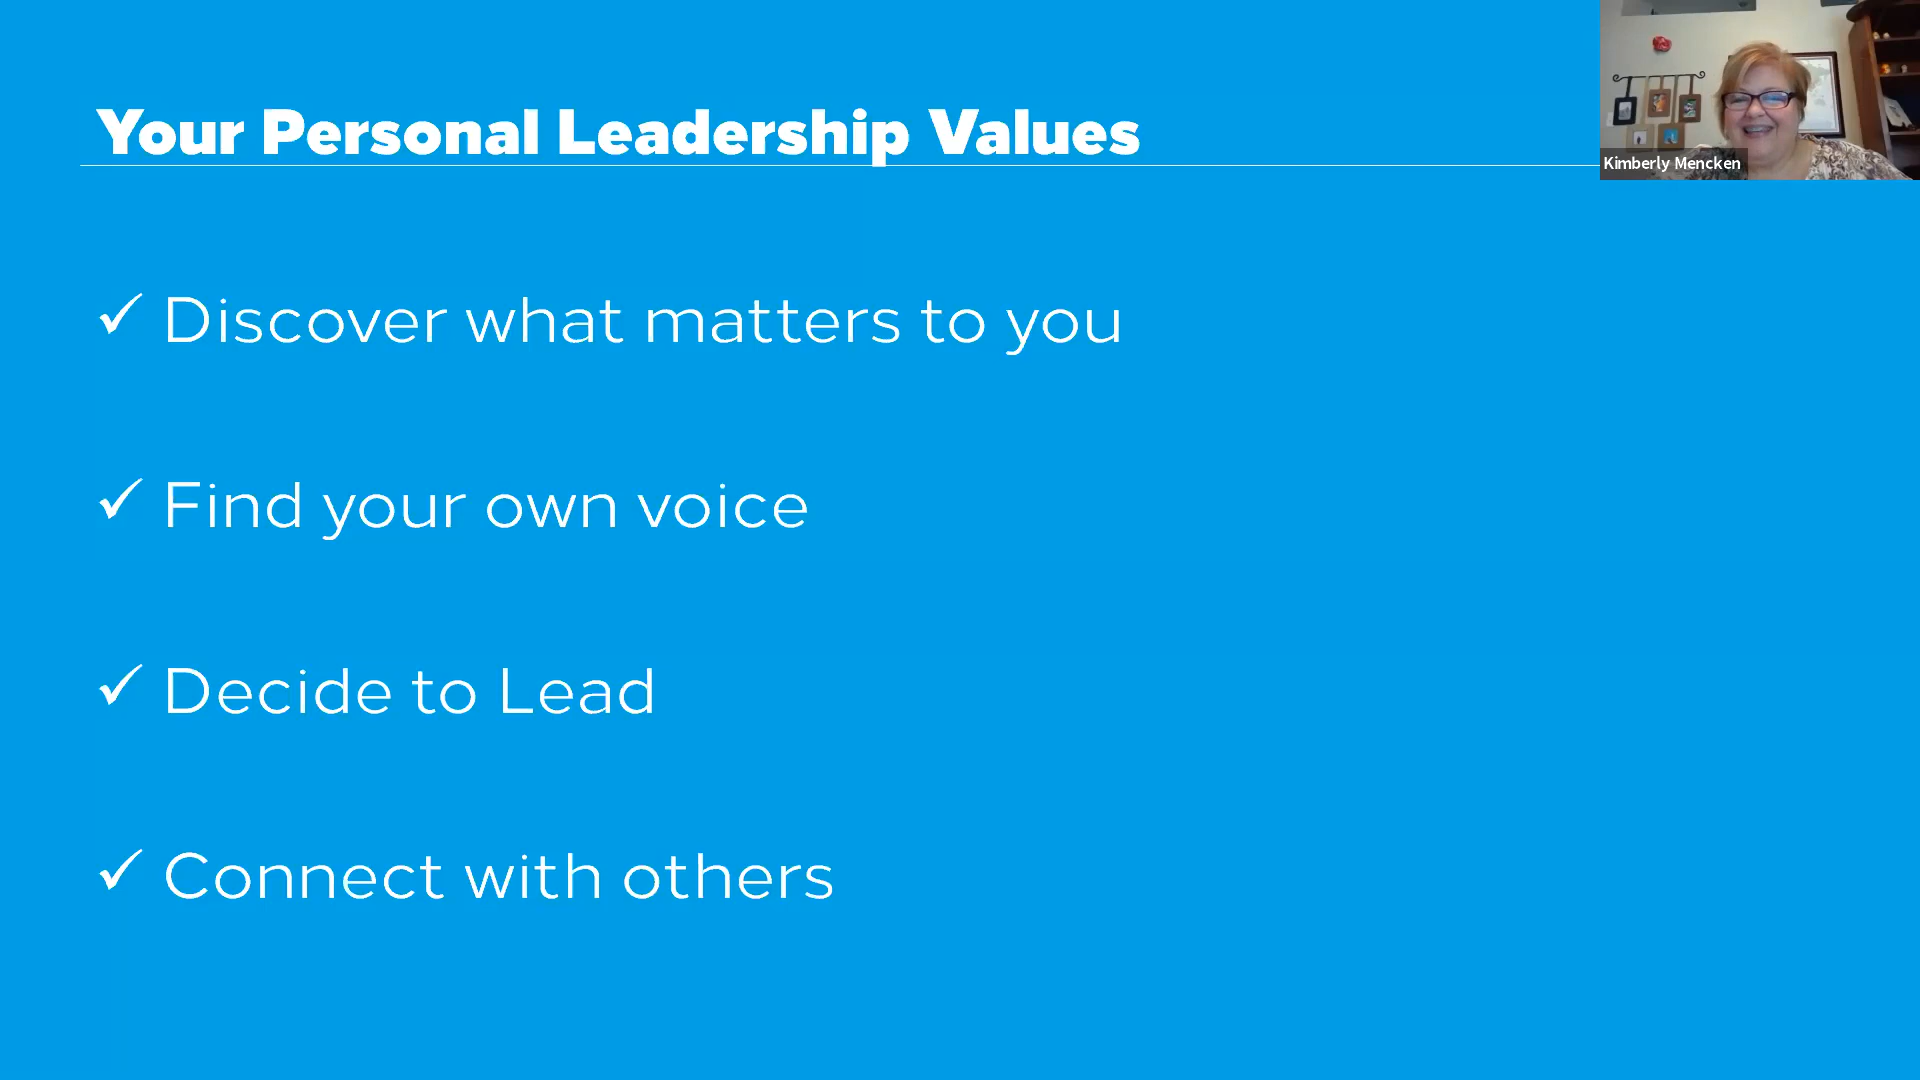 Your Personal Leadership Values
Kimberly Mencken
✓ Discover what matters to you
✓ Find your own voice
✓ Decide to Lead
✓ Connect with others